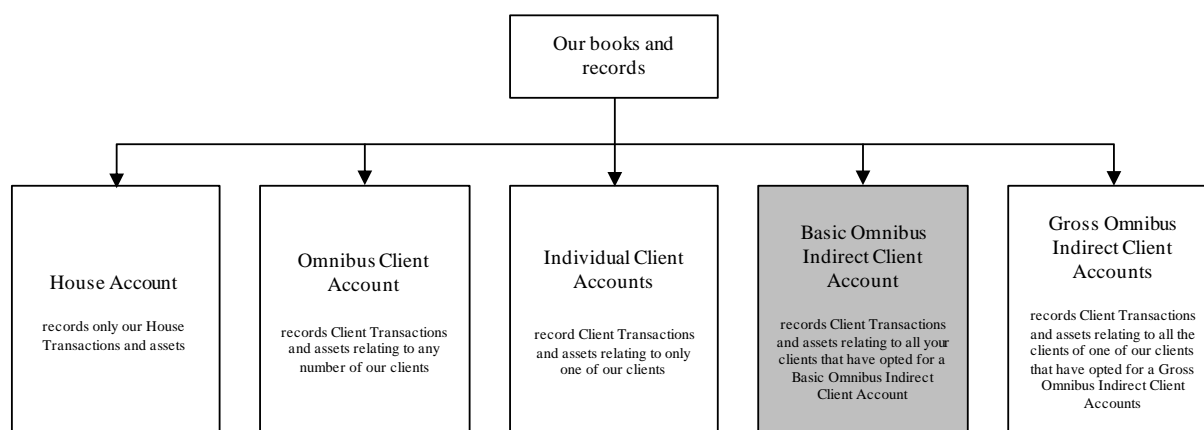 Our books and
records
House Account
records only our House
Transactions and assets
Omnibus Client
Account
records Client Transactions
and assets relating to any
number of our clients
Individual Client
Accounts
record Client Transactions
and assets relating to only
one of our clients
Basic Omnibus
Indirect Client
Account
records Client Transactions
and assets relating to all your
clients that have opted for a
Basic Omnibus Indirect
Client Account
Gross Omnibus
Indirect Client
Accounts
records Client Transactions
and assets relating to all the
clients of one of our clients
that have opted for a Gross
Omnibus Indirect Client
Accounts